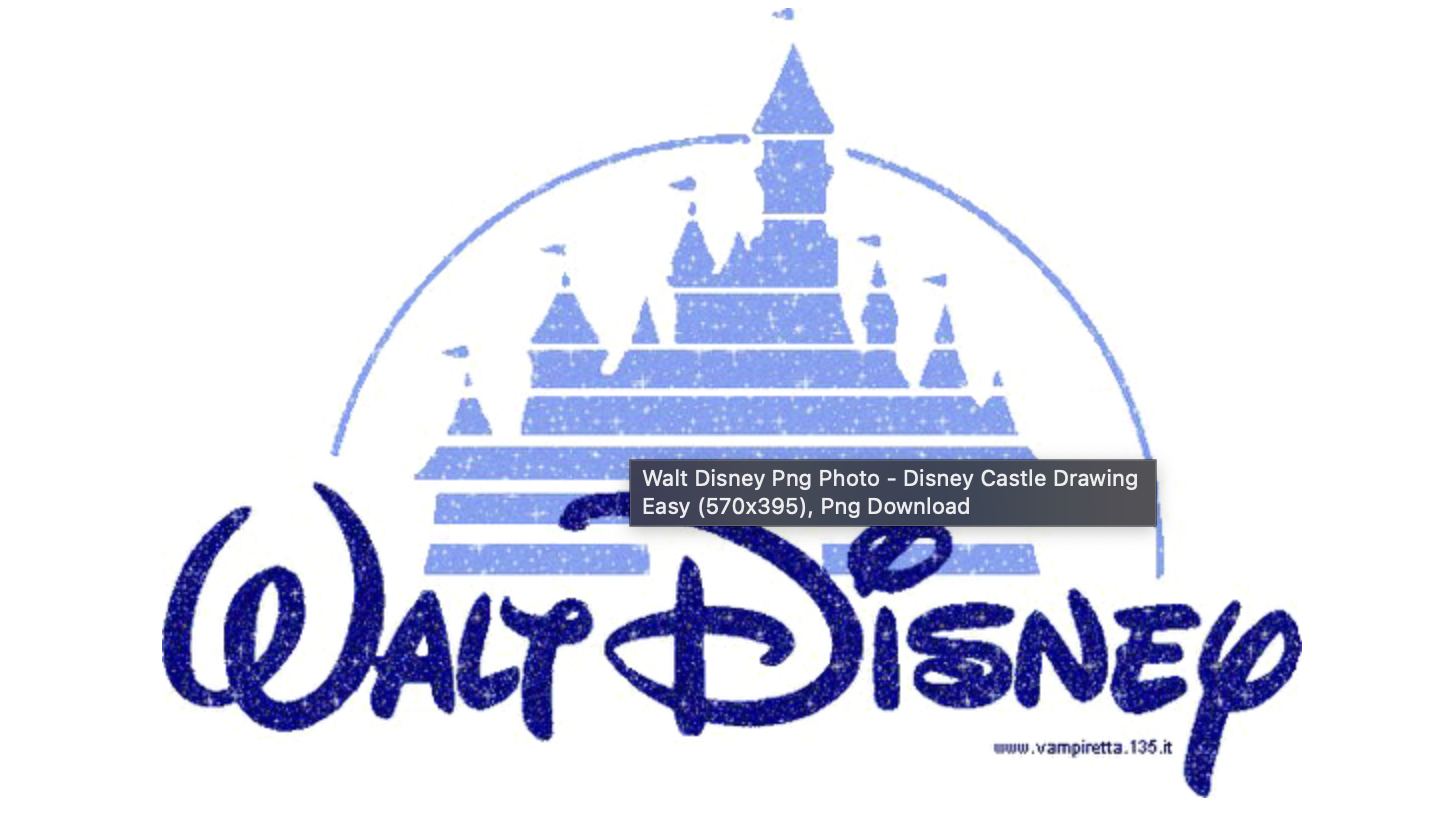 Walt Disney Png Photo - Disney Castle Drawing
Easy (570x395), Png Download
WALT DISNEY
www.vampiretta.135.it